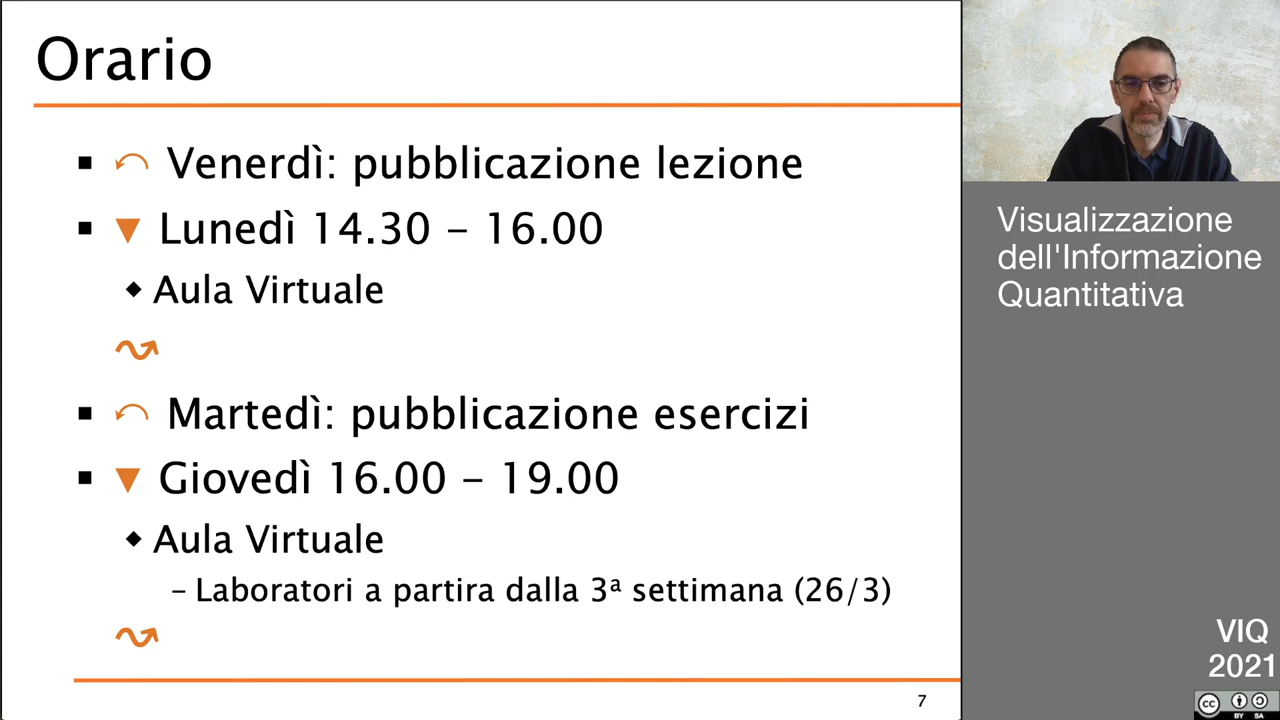 Orario
Venerdì: pubblicazione lezione
Lunedì 14.30 – 16.00
Aula Virtuale
Martedì: pubblicazione esercizi
Giovedì 16.00 – 19.00
Aula Virtuale
– Laboratori a partira dalla 3ª settimana (26/3)
7
Visualizzazione
dell'Informazione
Quantitativa
VIQ
2021
cc
BY SA